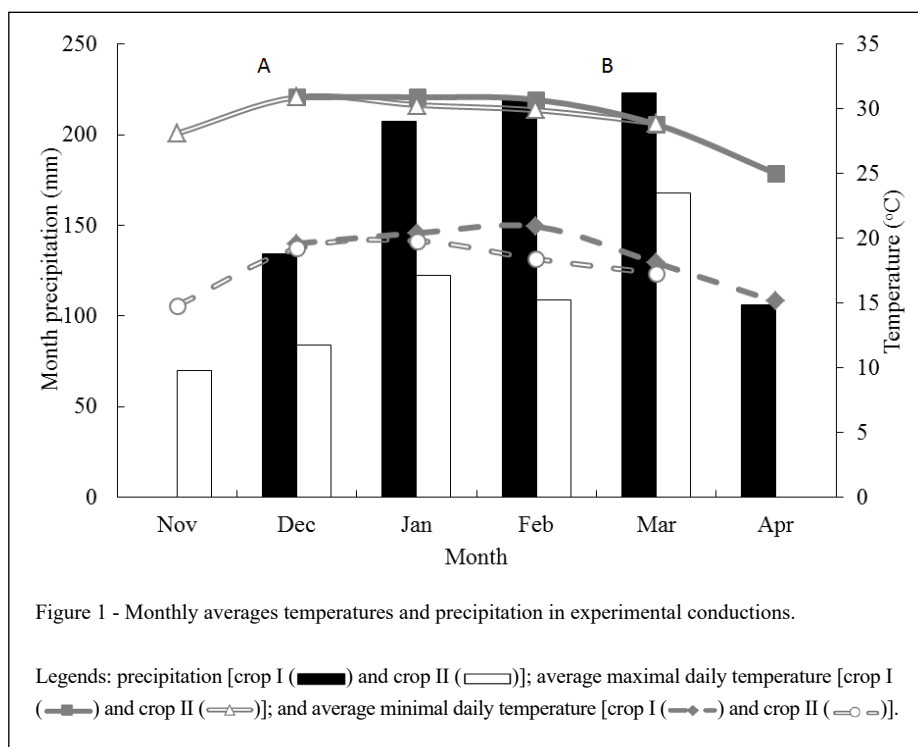 250
200
150
100
50
0
Month precipitation (mm)
A
B
35
30
25
20
15
10
5
0
Temperature (°C)
Nov Dec Jan Feb Mar Apr
Month
Figure 1 - Monthly averages temperatures and precipitation in experimental conductions.
Legends: precipitation [crop I ( ) and crop II ( )]; average maximal daily temperature [crop I
( ) and crop II ( )]; and average minimal daily temperature [crop I ( ) and crop II ( )].